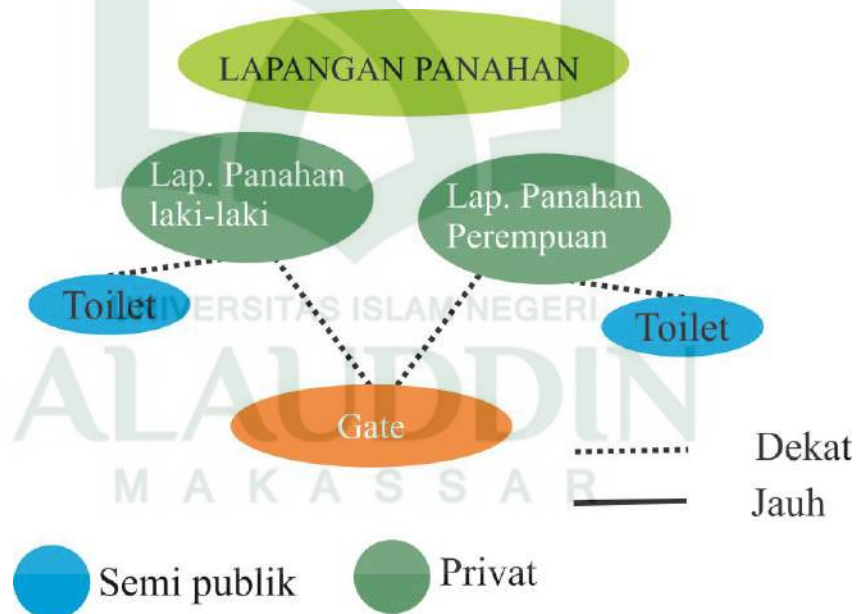 LAPANGAN PANAHAN
Lap. Panahan
laki-laki
Lap. Panahan
Perempuan
Toilet
UNIVERSITAS ISLAM NEGERI
Toilet
ALAUDDIN
Gate
MAKASSAR
Dekat
Jauh
Semi publik
Privat